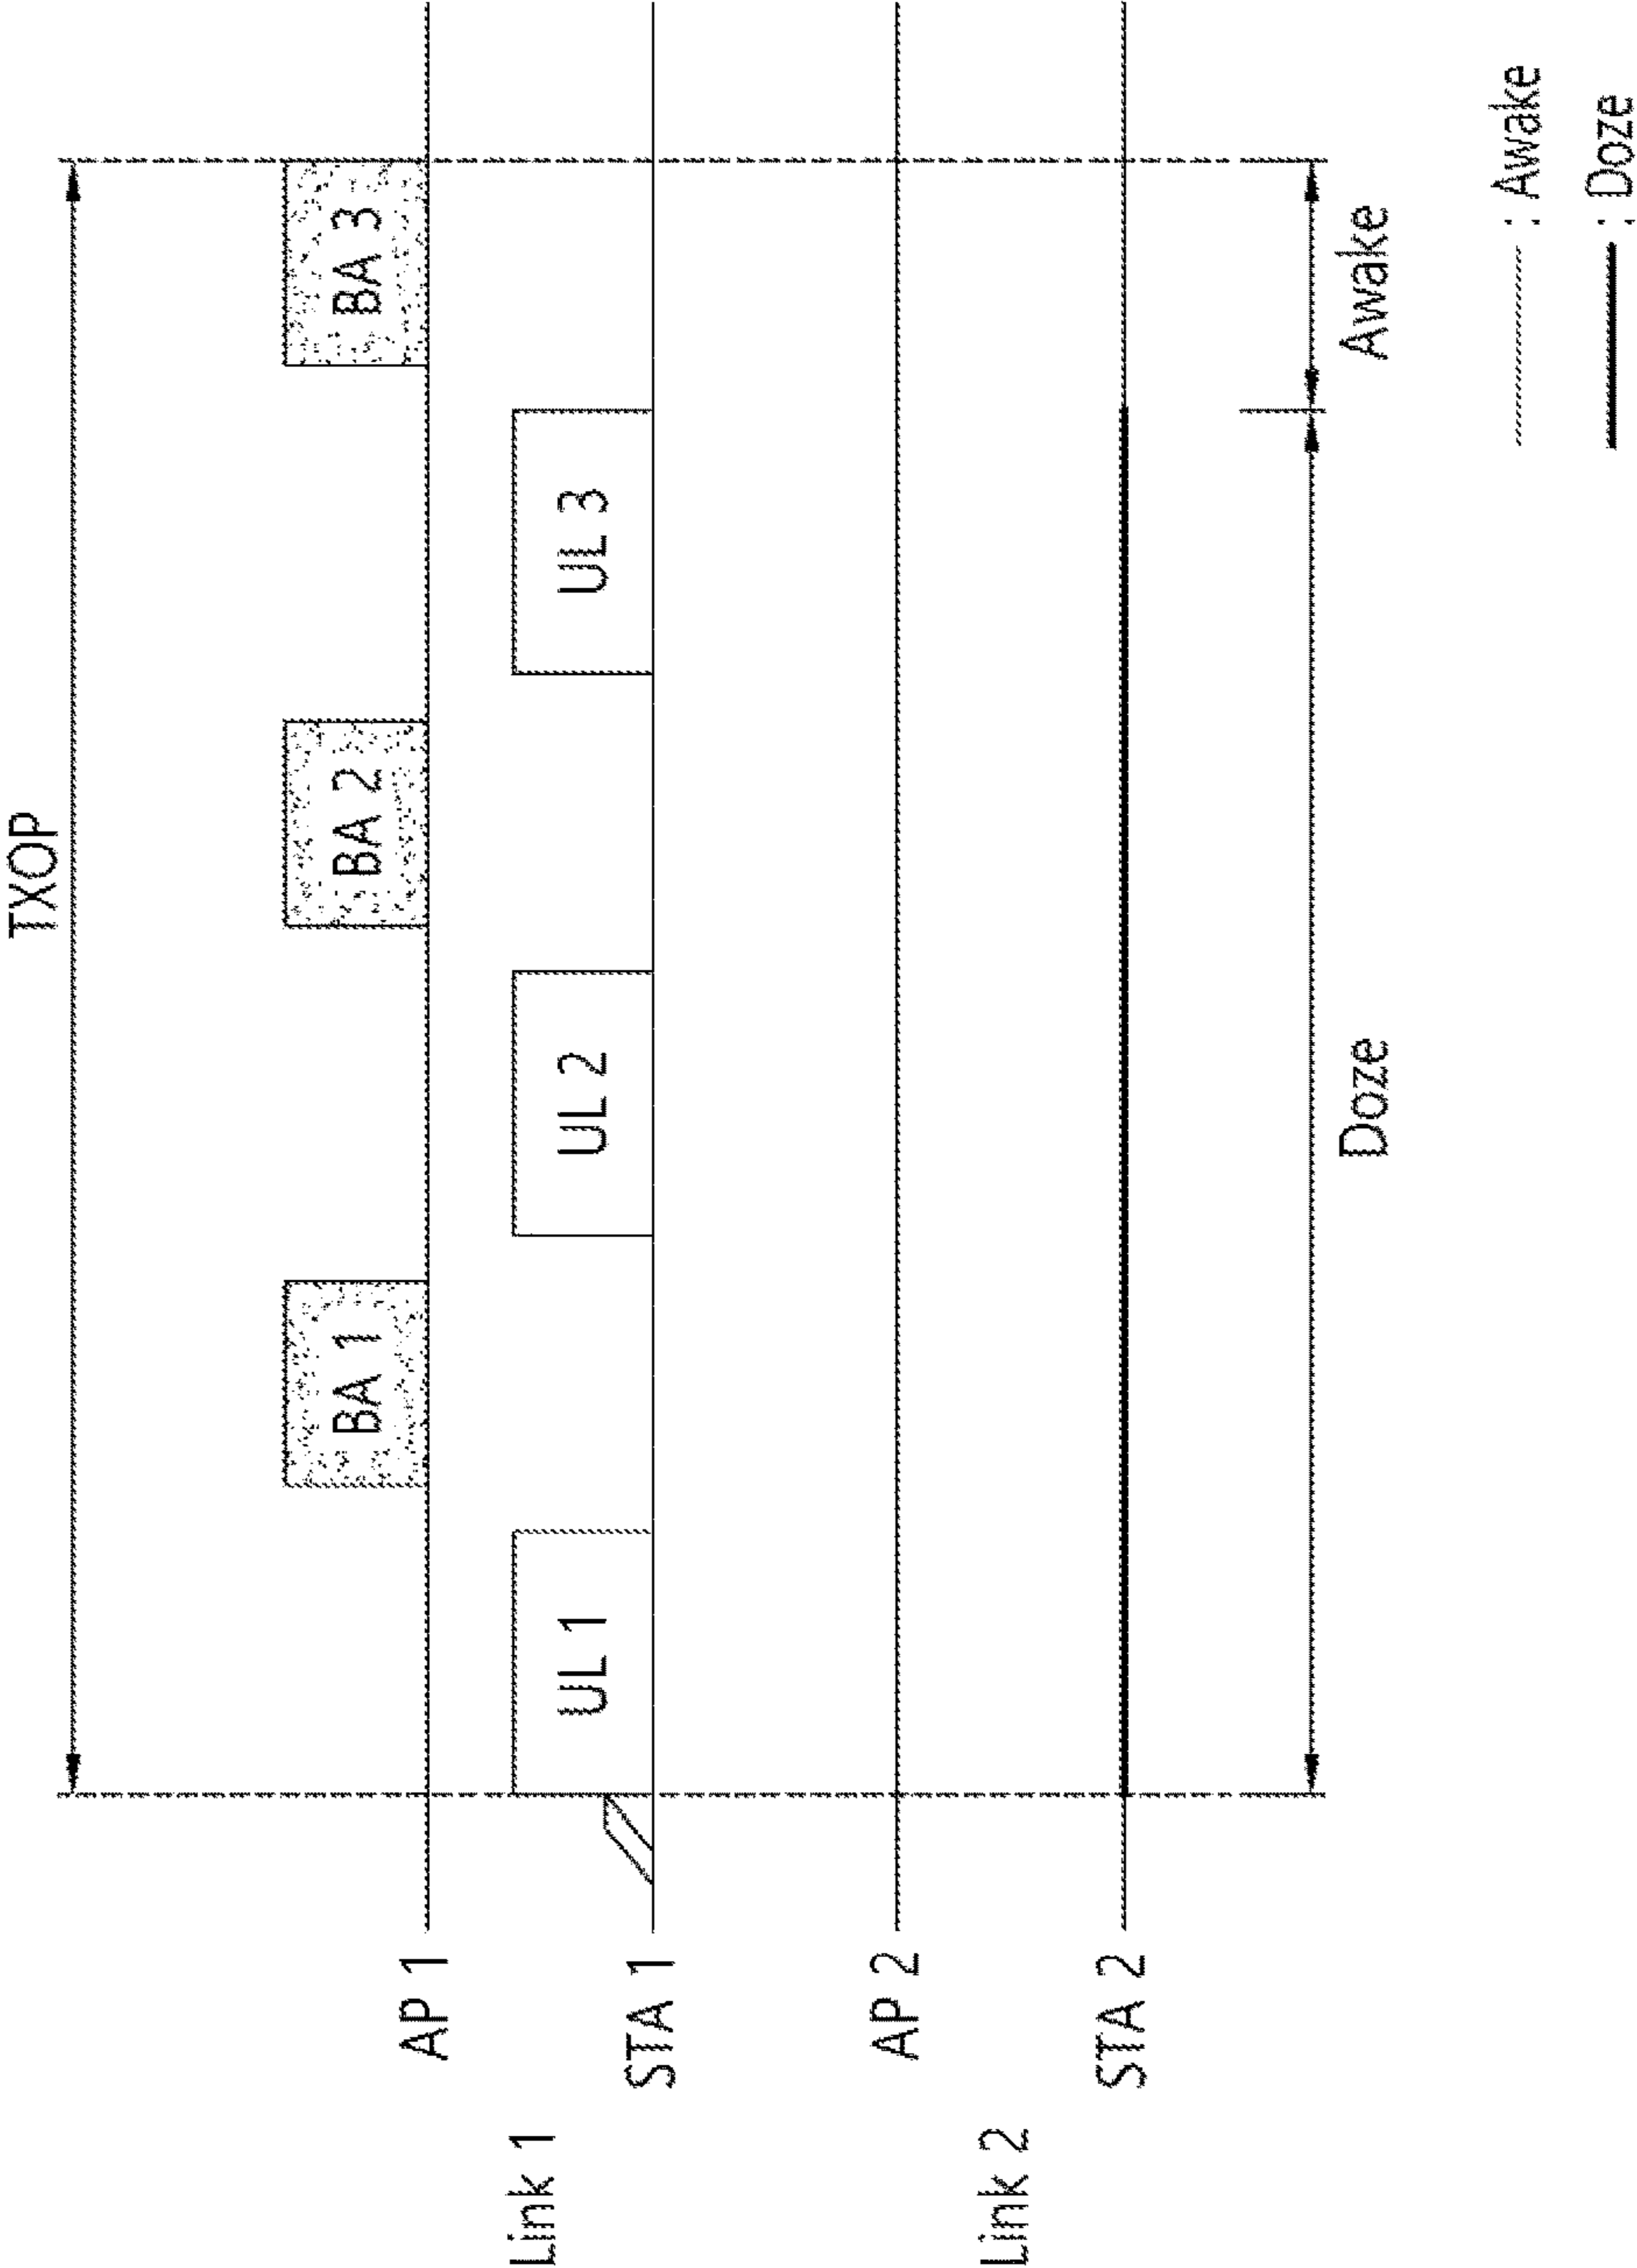 TXOP
BA 1
BA 2
BA 3
AP 1
Link 1
UL 1
UL 2
UL 3
STA 1
AP 2
Link 2
STA 2
Doze
Awake
: Awake
: Doze